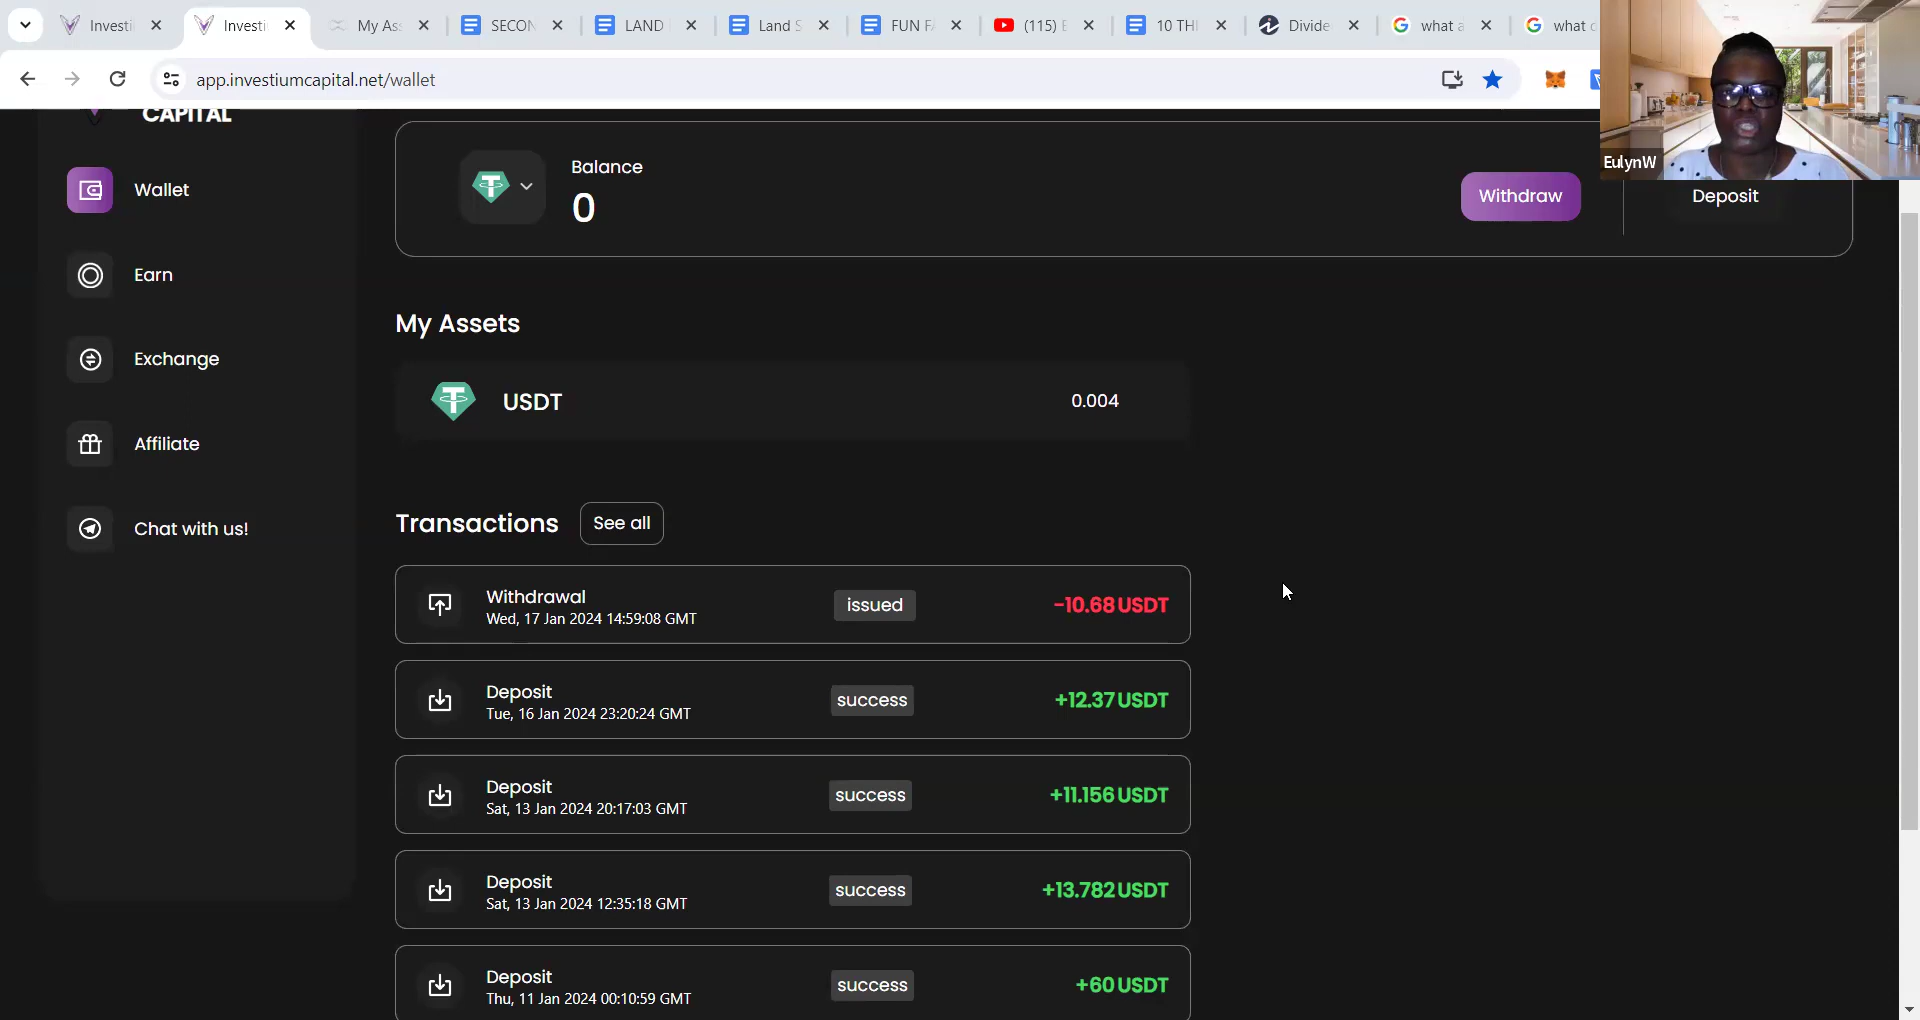 Investi
Investi
My As
SECON
LAND
Land S
FUN F
(115) E
10 TH
Divide
what a
what d
app.investiumcapital.net/wallet
EulynW
CAPITAL
Wallet
Earn
Exchange
Affiliate
Chat with us!
Balance
0
Withdraw
Deposit
My Assets
USDT
0.004
Transactions
See all
Withdrawal
Wed, 17 Jan 2024 14:59:08 GMT
issued
-10.68 USDT
Deposit
Tue, 16 Jan 2024 23:20:24 GMT
success
+12.37 USDT
Deposit
Sat, 13 Jan 2024 20:17:03 GMT
success
+11.156 USDT
Deposit
Sat, 13 Jan 2024 12:35:18 GMT
success
+13.782 USDT
Deposit
Thu, 11 Jan 2024 00:10:59 GMT
success
+60 USDT